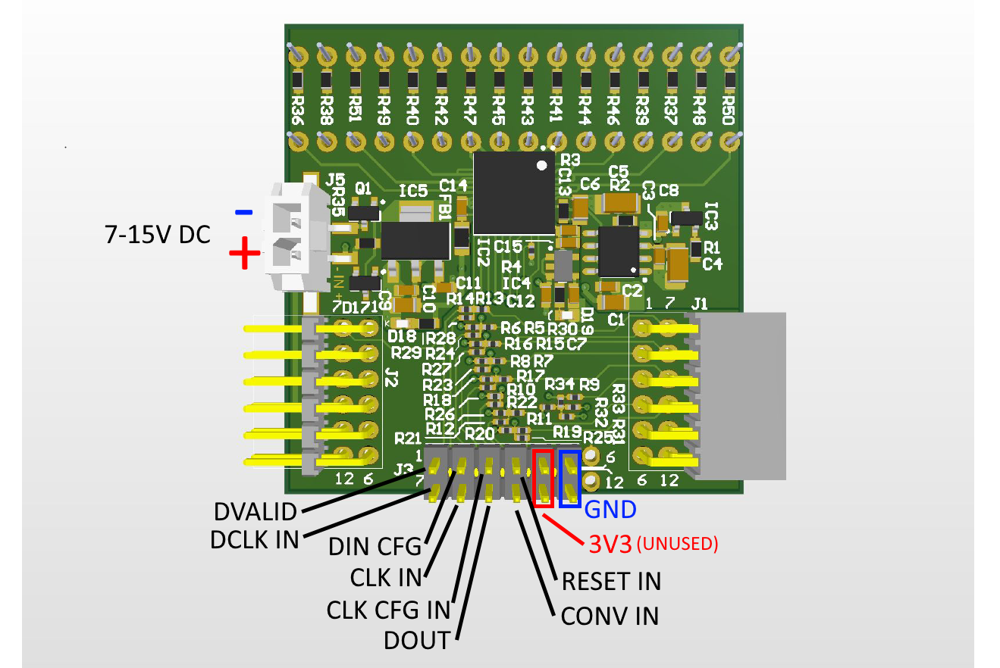 R36 R38 R51 R49 R40 R42 R47 R45 R43 R41 R44 R46 R39 R37 R48 R50
J5 R35 Q1 IC5 C14 FB1 R3 C13 C6 C5 R2 C3 C8 IC3
-
7-15V DC
+
IC2 C15 R4 IC4 R1 C4
- IN +
C9 C10 C11 C12 C2
7 D17 1 R14 R13 D19 C1 1 7 J1
K D18 R28 R6 R5 R30
R29 R24 R16 R15 C7
J2 R27 R8 R7
R23 R17
R18 R10 R34 R9 R33
R26 R22 R32
R12 R11 R31
R21 R20 R19 R25
1 6
J3
12 6 7 12 6 12
DVALID
DCLK IN
DIN CFG
CLK IN
CLK CFG IN
DOUT
GND
3V3 (UNUSED)
RESET IN
CONV IN